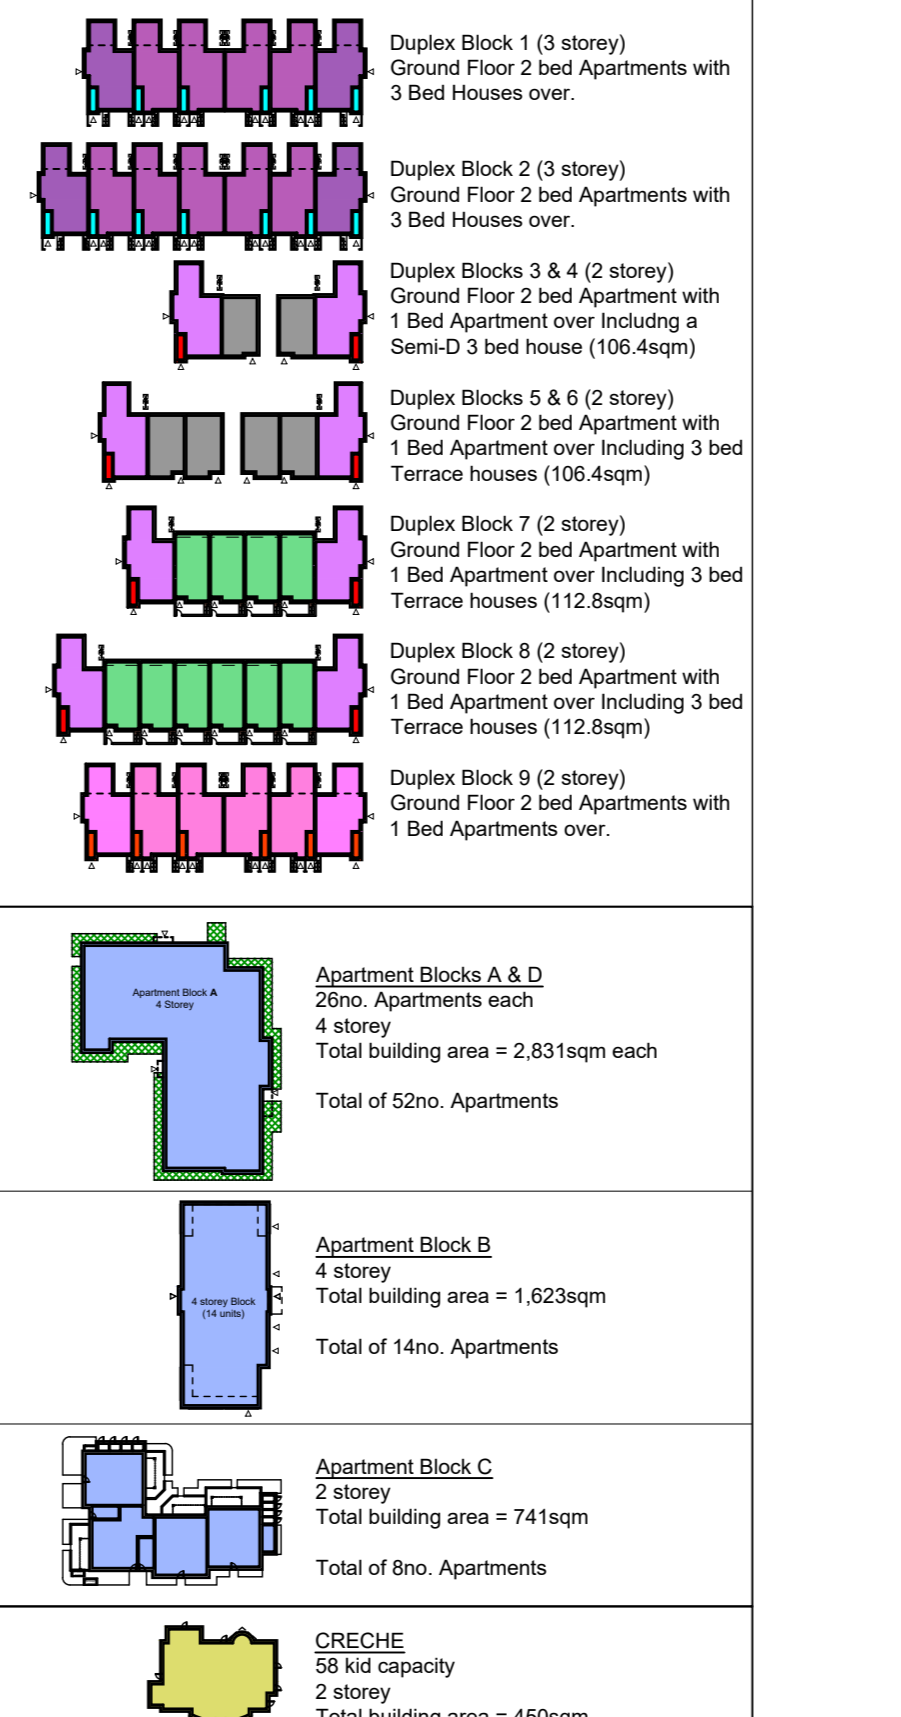 Duplex Block 1 (3 storey)
Ground Floor 2 bed Apartments with
3 Bed Houses over.
Duplex Block 2 (3 storey)
Ground Floor 2 bed Apartments with
3 Bed Houses over.
Duplex Blocks 3 & 4 (2 storey)
Ground Floor 2 bed Apartment with
1 Bed Apartment over Includng a
Semi-D 3 bed house (106.4sqm)
Duplex Blocks 5 & 6 (2 storey)
Ground Floor 2 bed Apartment with
1 Bed Apartment over Including 3 bed
Terrace houses (106.4sqm)
Duplex Block 7 (2 storey)
Ground Floor 2 bed Apartment with
1 Bed Apartment over Including 3 bed
Terrace houses (112.8sqm)
Duplex Block 8 (2 storey)
Ground Floor 2 bed Apartment with
1 Bed Apartment over Including 3 bed
Terrace houses (112.8sqm)
Duplex Block 9 (2 storey)
Ground Floor 2 bed Apartments with
1 Bed Apartments over.
Apartment Block A
4 Storey
Apartment Blocks A & D
26no. Apartments each
4 storey
Total building area = 2,831sqm each
Total of 52no. Apartments
4 storey Block
(14 units)
Apartment Block B
4 storey
Total building area = 1,623sqm
Total of 14no. Apartments
Apartment Block C
2 storey
Total building area = 741sqm
Total of 8no. Apartments
CRECHE
58 kid capacity
2 storey
Total building area = 450sqm